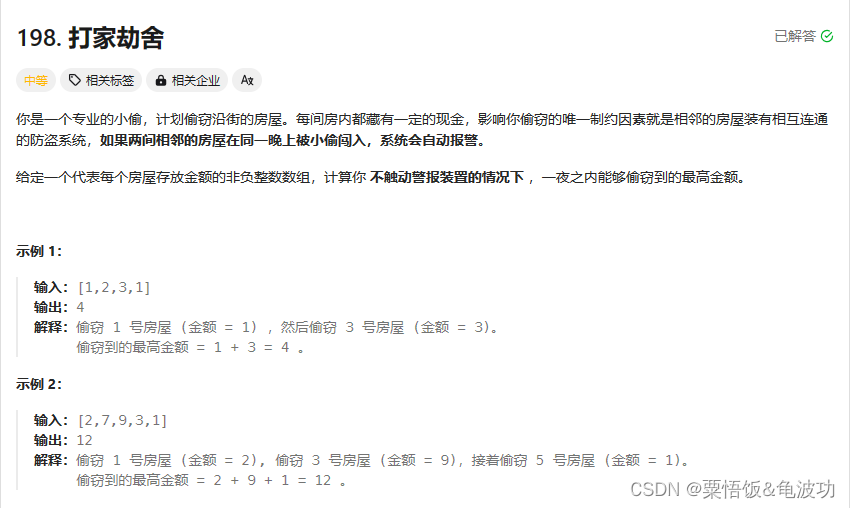 198. 打家劫舍
已解答
中等 相关标签 相关企业 Aあ
你是一个专业的小偷，计划偷窃沿街的房屋。每间房内都藏有一定的现金，影响你偷窃的唯一制约因素就是相邻的房屋装有相互连通
的防盗系统，如果两间相邻的房屋在同一晚上被小偷闯入，系统会自动报警。
给定一个代表每个房屋存放金额的非负整数数组，计算你 不触动警报装置的情况下 ，一夜之内能够偷窃到的最高金额。
示例 1：
输入：[1,2,3,1]
输出：4
解释：偷窃 1 号房屋 (金额 = 1) ，然后偷窃 3 号房屋 (金额 = 3)。
偷窃到的最高金额 = 1 + 3 = 4 。
示例 2：
输入：[2,7,9,3,1]
输出：12
解释：偷窃 1 号房屋 (金额 = 2), 偷窃 3 号房屋 (金额 = 9)，接着偷窃 5 号房屋 (金额 = 1)。
偷窃到的最高金额 = 2 + 9 + 1 = 12 。
CSDN @粟悟饭&龟波功